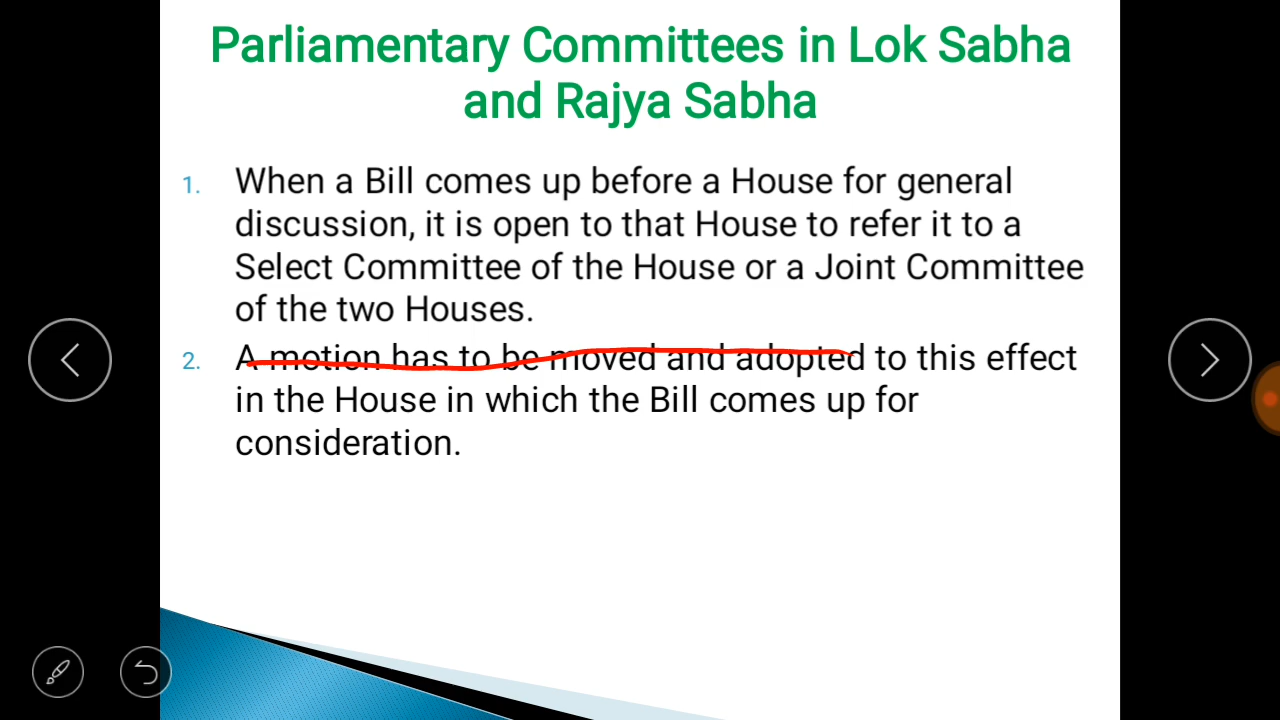 Parliamentary Committees in Lok Sabha
and Rajya Sabha
1. When a Bill comes up before a House for general
discussion, it is open to that House to refer it to a
Select Committee of the House or a Joint Committee
of the two Houses.
2. A motion has to be moved and adopted to this effect
in the House in which the Bill comes up for
consideration.